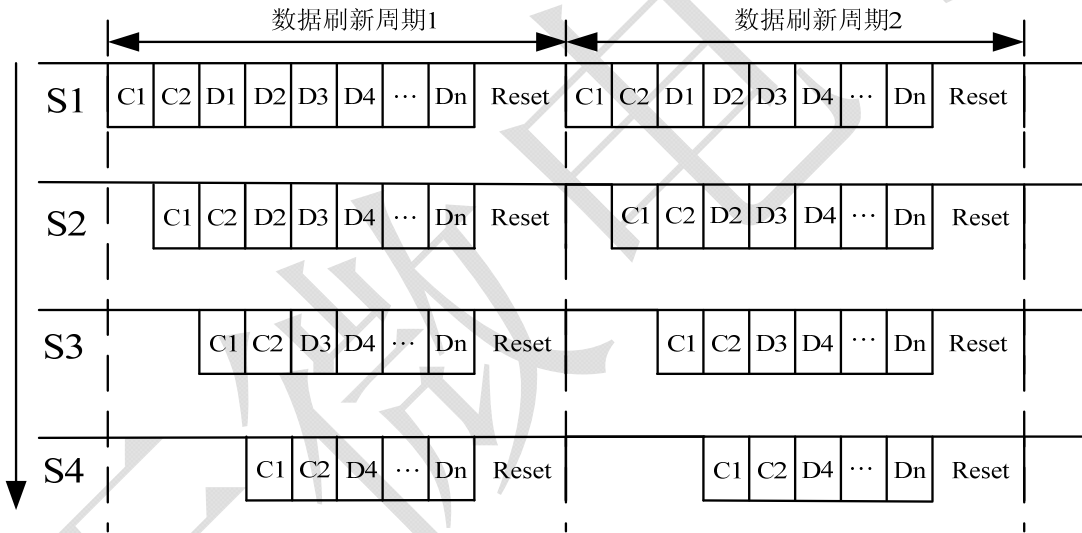 数据刷新周期1 数据刷新周期2
S1 C1 C2 D1 D2 D3 D4 ··· Dn Reset C1 C2 D1 D2 D3 D4 ··· Dn Reset
S2 C1 C2 D2 D3 D4 ··· Dn Reset C1 C2 D2 D3 D4 ··· Dn Reset
S3 C1 C2 D3 D4 ··· Dn Reset C1 C2 D3 D4 ··· Dn Reset
S4 C1 C2 D4 ··· Dn Reset C1 C2 D4 ··· Dn Reset
微电